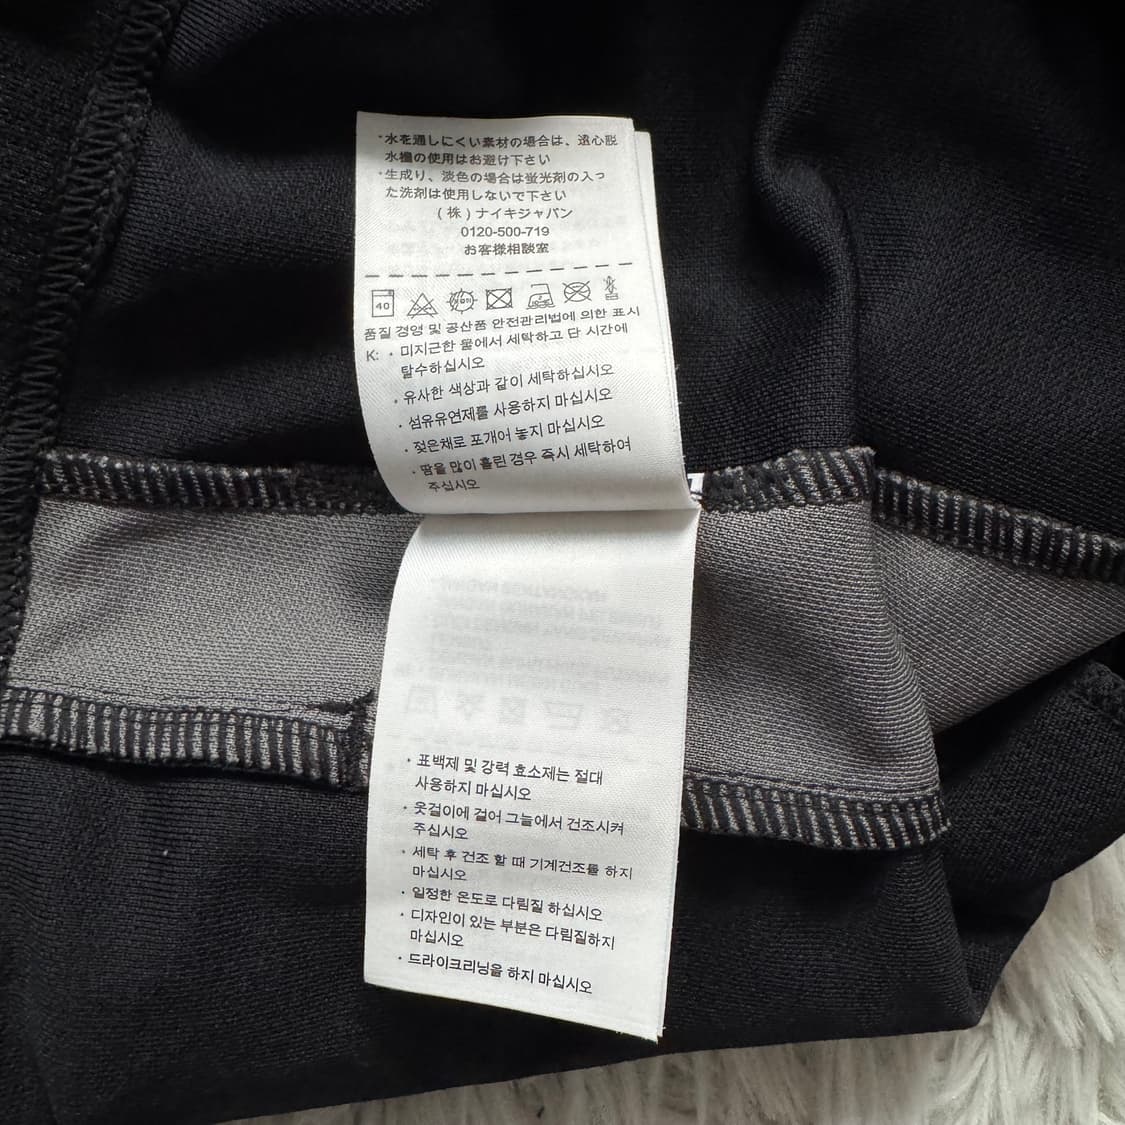 *水を通しにくい素材の場合は、遠心脱
水機の使用はお避け下さい
*生成り、淡色の場合は蛍光剤の入っ
た洗剤は使用しないで下さい
(株)ナイキジャパン
0120-500-719
お客様相談室
40
품질 경영 및 공산품 안전관리법에 의한 표시
K: · 미지근한 물에서 세탁하고 단 시간에
탈수하십시오
· 유사한 색상과 같이 세탁하십시오
· 섬유유연제를 사용하지 마십시오
· 젖은채로 포개어 놓지 마십시오
· 땀을 많이 흘린 경우 즉시 세탁하여
주십시오
· 표백제 및 강력 효소제는 절대
사용하지 마십시오
· 옷걸이에 걸어 그늘에서 건조시켜
주십시오
· 세탁 후 건조 할 때 기계건조를 하지
마십시오
· 일정한 온도로 다림질 하십시오
· 디자인이 있는 부분은 다림질하지
마십시오
· 드라이크리닝을 하지 마십시오